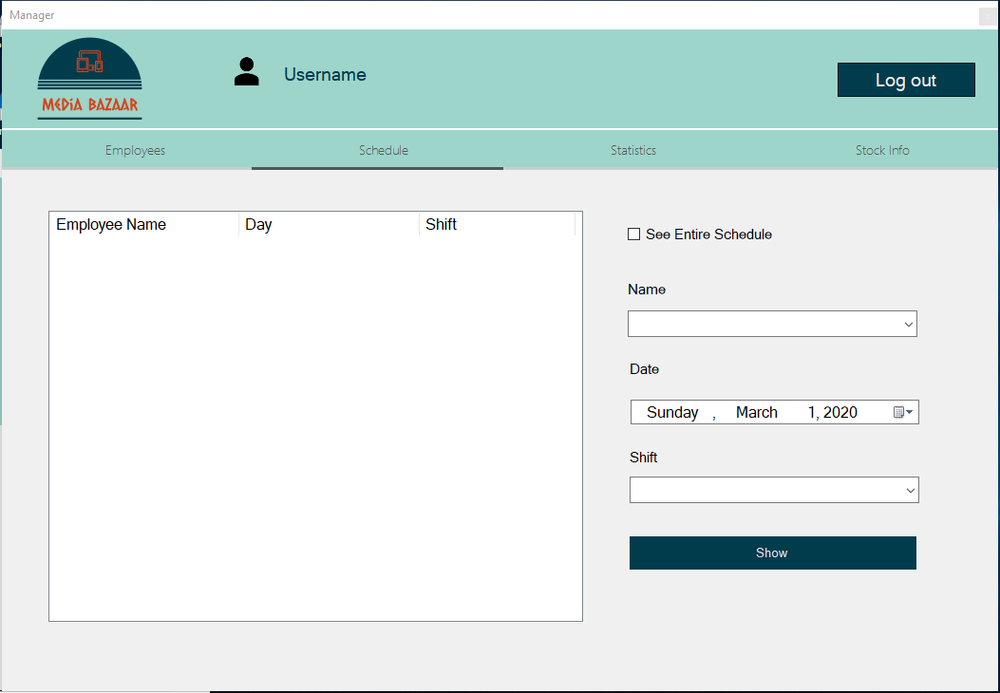 Manager
MEDiA BAZAAR
Username
Log out
Employees Schedule Statistics Stock Info
Employee Name Day Shift
See Entire Schedule
Name
Date
Sunday , March 1, 2020
Shift
Show